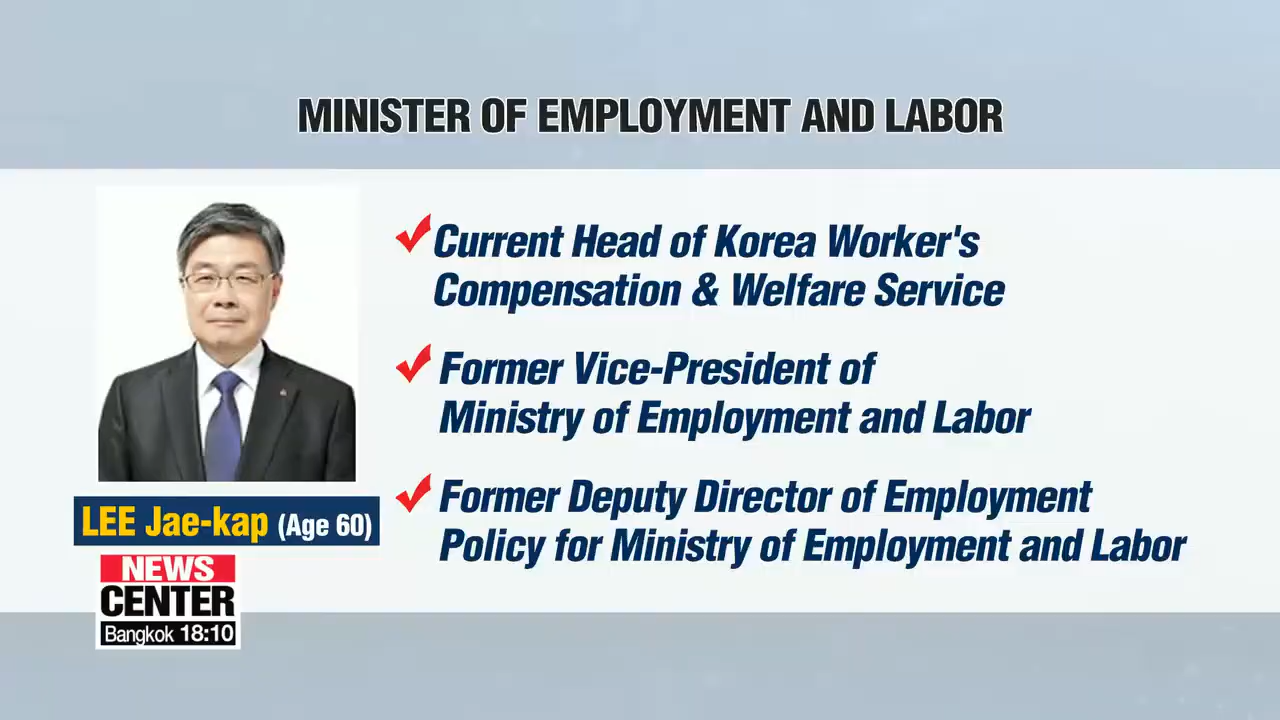 MINISTER OF EMPLOYMENT AND LABOR
Current Head of Korea Worker's
Compensation & Welfare Service
Former Vice-President of
Ministry of Employment and Labor
Former Deputy Director of Employment
Policy for Ministry of Employment and Labor
LEE Jae-kap (Age 60)
NEWS
CENTER
Bangkok 18:10